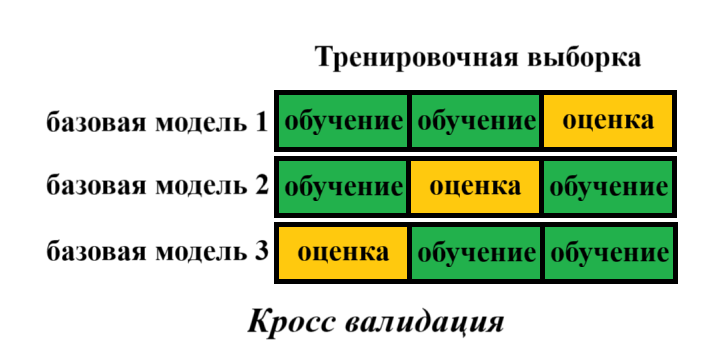 Тренировочная выборка
базовая модель 1 обучение обучение оценка
базовая модель 2 обучение оценка обучение
базовая модель 3 оценка обучение обучение
Кросс валидация